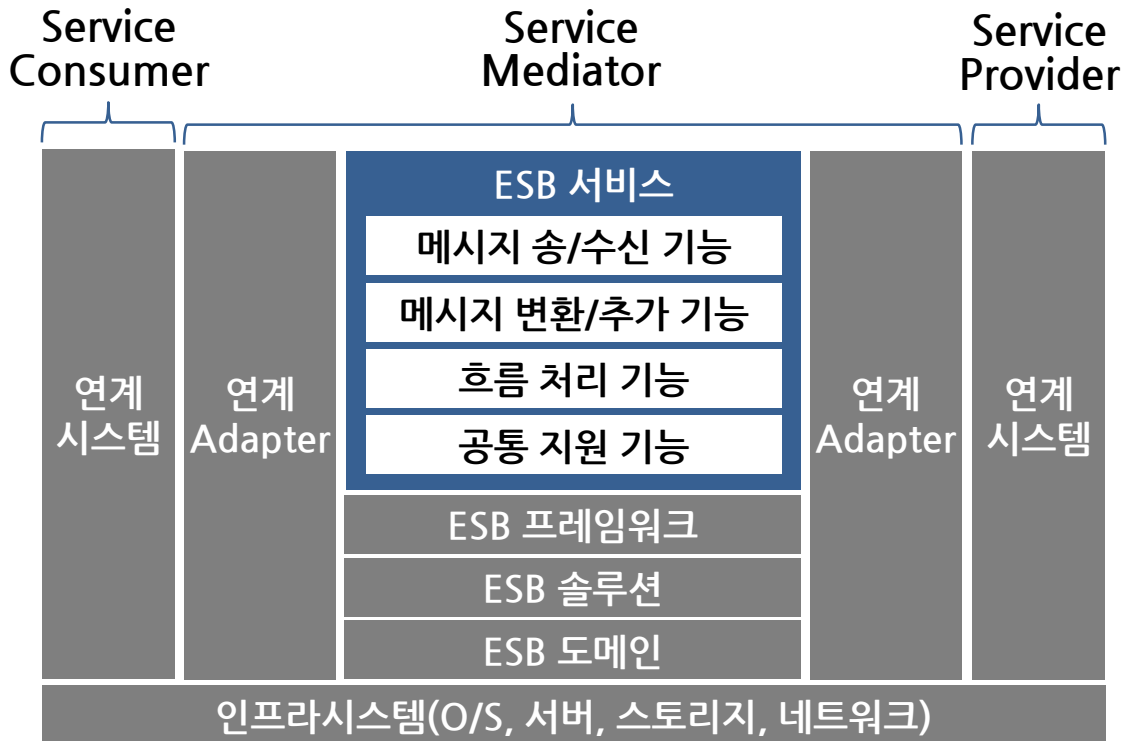 Service
Consumer
Service
Mediator
Service
Provider
연계
시스템
연계
Adapter
ESB 서비스
메시지 송/수신 기능
메시지 변환/추가 기능
흐름 처리 기능
공통 지원 기능
ESB 프레임워크
ESB 솔루션
ESB 도메인
연계
Adapter
연계
시스템
인프라시스템(O/S, 서버, 스토리지, 네트워크)